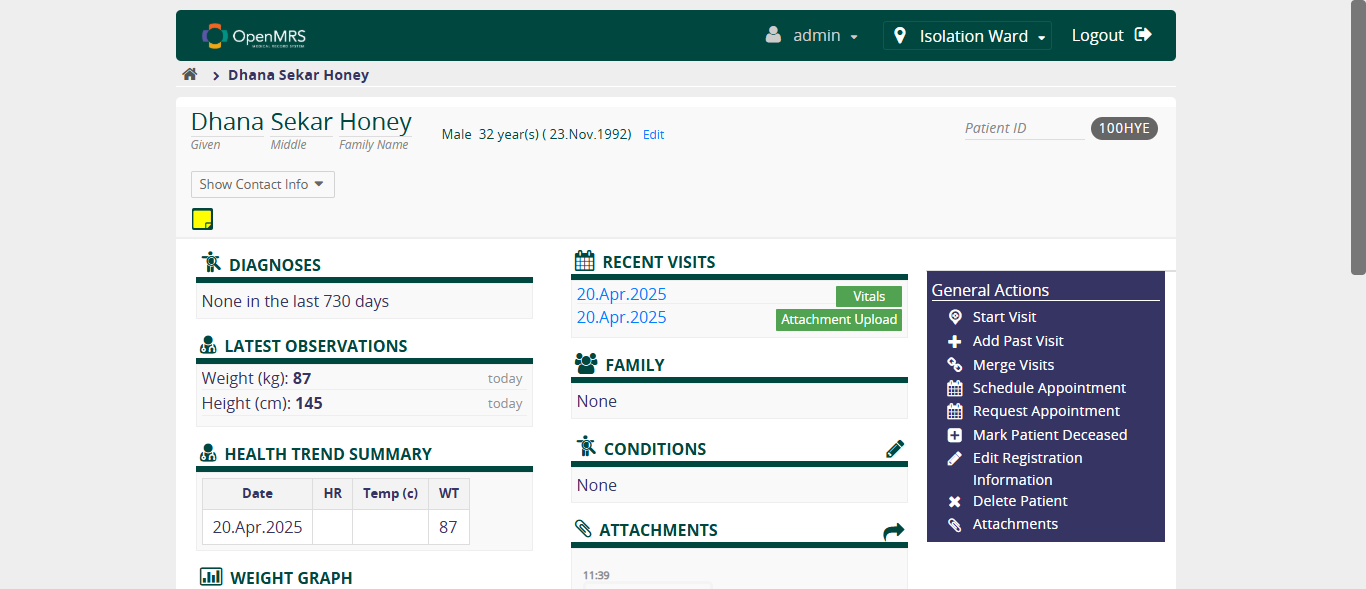 OpenMRS
MEDICAL RECORD SYSTEM
admin
Isolation Ward
Logout
Dhana Sekar Honey
Dhana Sekar Honey
Given Middle Family Name
Male 32 year(s) ( 23.Nov.1992) Edit
Patient ID 100HYE
Show Contact Info
DIAGNOSES
None in the last 730 days
LATEST OBSERVATIONS
Weight (kg): 87 today
Height (cm): 145 today
HEALTH TREND SUMMARY
Date HR Temp (c) WT
20.Apr.2025 87
WEIGHT GRAPH
RECENT VISITS
20.Apr.2025 Vitals
20.Apr.2025 Attachment Upload
FAMILY
None
CONDITIONS
None
ATTACHMENTS
11:39
General Actions
Start Visit
Add Past Visit
Merge Visits
Schedule Appointment
Request Appointment
Mark Patient Deceased
Edit Registration
Information
Delete Patient
Attachments